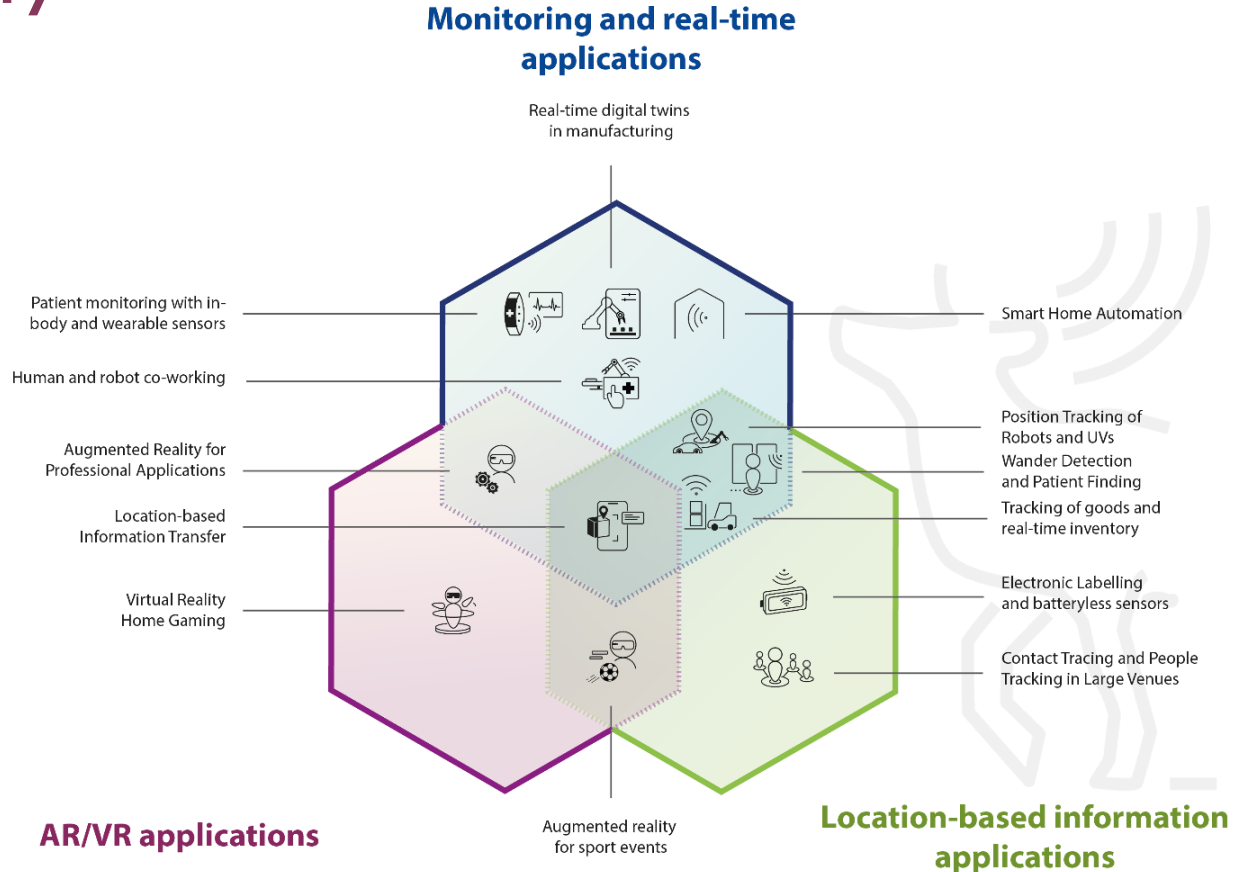 Monitoring and real-time
applications
Real-time digital twins
in manufacturing
Patient monitoring with in-
body and wearable sensors
Smart Home Automation
Human and robot co-working
Position Tracking of
Robots and UVs
Augmented Reality for
Professional Applications
Wander Detection
and Patient Finding
Location-based
Information Transfer
Tracking of goods and
real-time inventory
Virtual Reality
Home Gaming
Electronic Labelling
and batteryless sensors
Contact Tracing and People
Tracking in Large Venues
AR/VR applications
Augmented reality
for sport events
Location-based information
applications